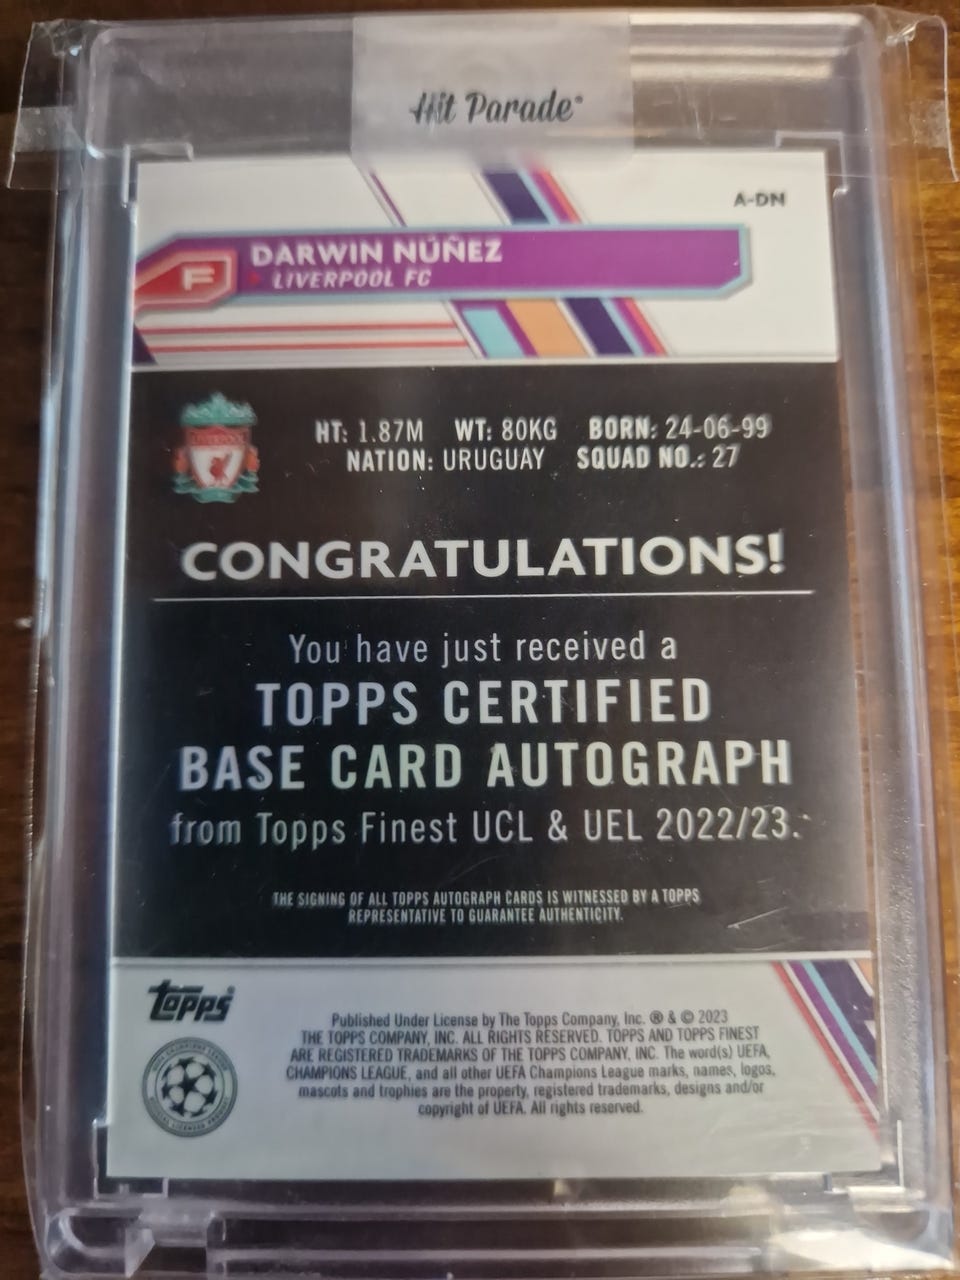 Hit Parade®
A-DN
DARWIN NÚÑEZ
F
LIVERPOOL FC
HT: 1.87M WT: 80KG BORN: 24-06-99
NATION: URUGUAY SQUAD NO.: 27
CONGRATULATIONS!
You have just received a
TOPPS CERTIFIED
BASE CARD AUTOGRAPH
from Topps Finest UCL & UEL 2022/23.
THE SIGNING OF ALL TOPPS AUTOGRAPH CARDS IS WITNESSED BY A TOPPS
REPRESENTATIVE TO GUARANTEE AUTHENTICITY.
topps®
Published Under License by The Topps Company, Inc. ® & © 2023
THE TOPPS COMPANY, INC. ALL RIGHTS RESERVED. TOPPS AND TOPPS FINEST
ARE REGISTERED TRADEMARKS OF THE TOPPS COMPANY, INC. The word(s) UEFA,
CHAMPIONS LEAGUE, and all other UEFA Champions League marks, names, logos,
mascots and trophies are the property, registered trademarks, designs and/or
copyright of UEFA. All rights reserved.